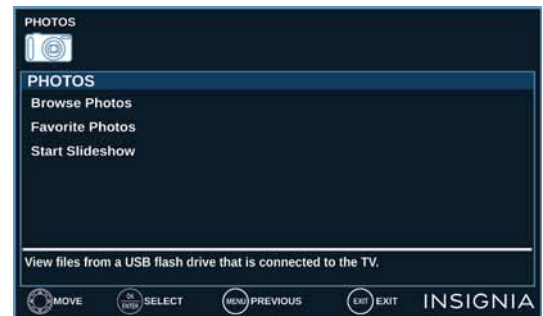 PHOTOS
PHOTOS
Browse Photos
Favorite Photos
Start Slideshow
View files from a USB flash drive that is connected to the TV.
MOVE OK ENTER SELECT MENU PREVIOUS EXIT EXIT INSIGNIA